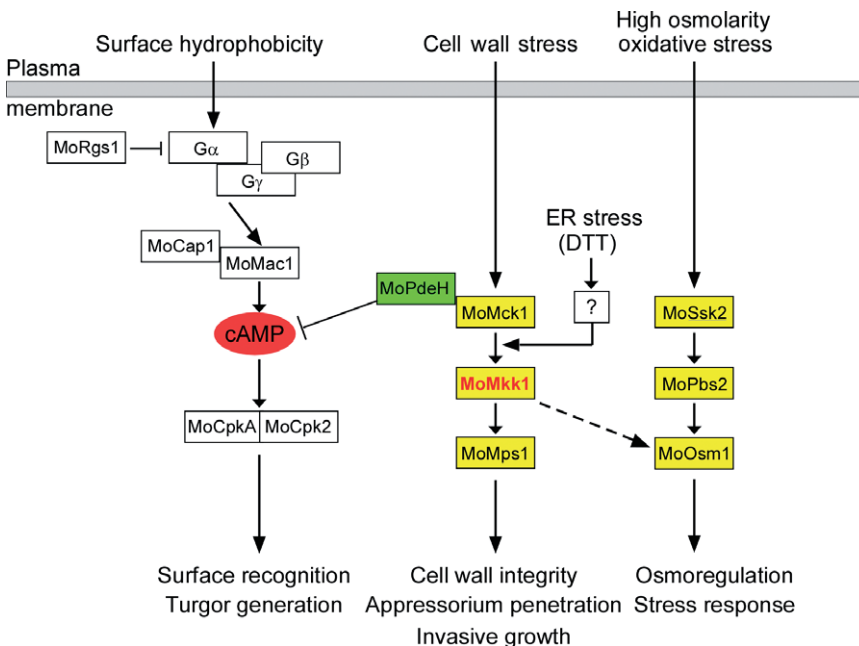 High osmolarity
Surface hydrophobicity
Cell wall stress
oxidative stress
Plasma
membrane
MoRgs1
Gα
Gβ
Gγ
ER stress
(DTT)
MoCap1
MoMac1
MoPdeH
?
MoMck1
MoSsk2
cAMP
MoMkk1
MoPbs2
MoCpkA
MoCpk2
MoMps1
MoOsm1
Surface recognition
Turgor generation
Cell wall integrity
Appressorium penetration
Invasive growth
Osmoregulation
Stress response